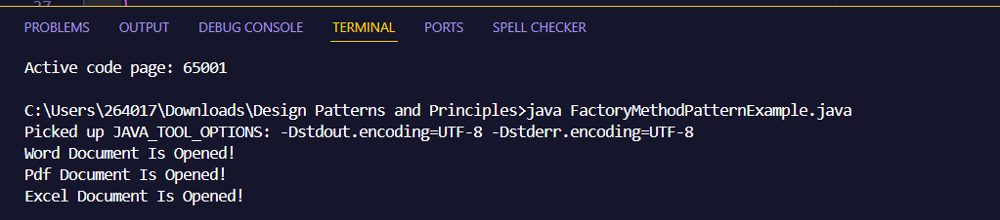 PROBLEMS OUTPUT DEBUG CONSOLE TERMINAL PORTS SPELL CHECKER
Active code page: 65001
C:\Users\264017\Downloads\Design Patterns and Principles>java FactoryMethodPatternExample.java
Picked up JAVA_TOOL_OPTIONS: -Dstdout.encoding=UTF-8 -Dstderr.encoding=UTF-8
Word Document Is Opened!
Pdf Document Is Opened!
Excel Document Is Opened!